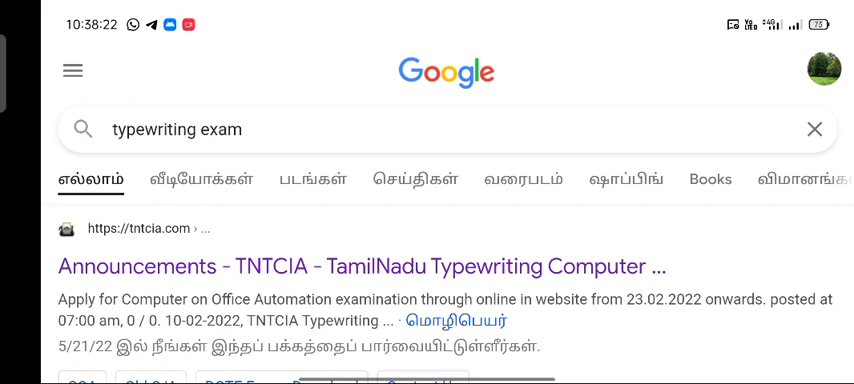 10:38:22
73
Google
typewriting exam
எல்லாம் வீடியோக்கள் படங்கள் செய்திகள் வரைபடம் ஷாப்பிங் Books
https://tntcia.com › ...
Announcements - TNTCIA - TamilNadu Typewriting Computer ...
Apply for Computer on Office Automation examination through online in website from 23.02.2022 onwards. posted at
07:00 am, 0 / 0. 10-02-2022, TNTCIA Typewriting ... · மொழிபெயர்
5/21/22 இல் நீங்கள் இந்தப் பக்கத்தைப் பார்வையிட்டுள்ளீர்கள்.